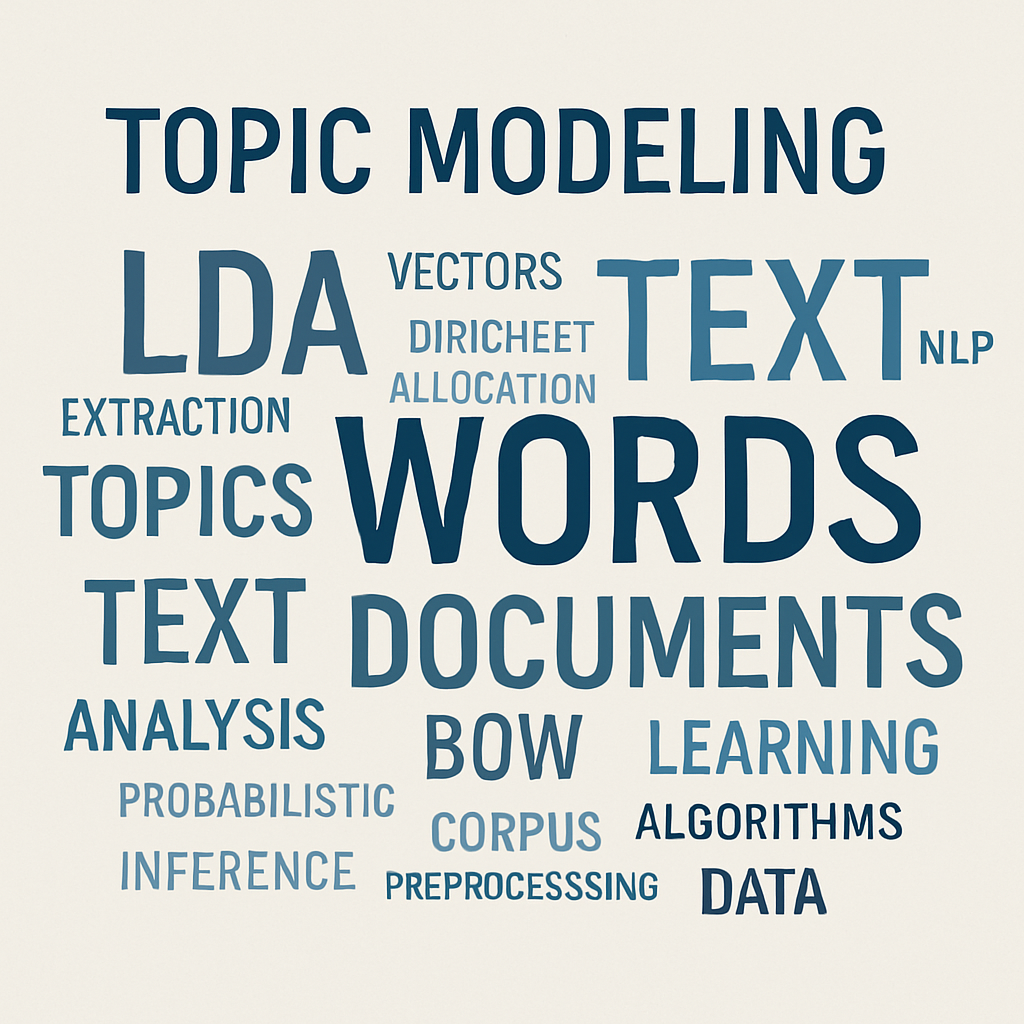 TOPIC MODELING
LDA
VECTORS
TEXT
DIRICHEET
NLP
ALLOCATION
EXTRACTION
WORDS
TOPICS
TEXT
DOCUMENTS
ANALYSIS
BOW
LEARNING
PROBABILISTIC
CORPUS
ALGORITHMS
INFERENCE
PREPROCESSSING
DATA